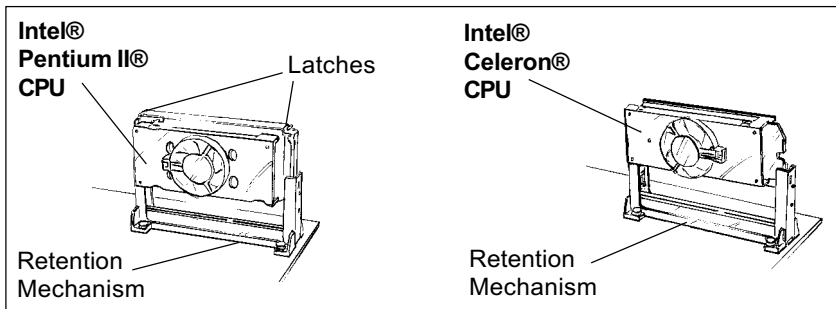 Intel®
Pentium II®
CPU
Latches
Retention
Mechanism
Intel®
Celeron®
CPU
Retention
Mechanism